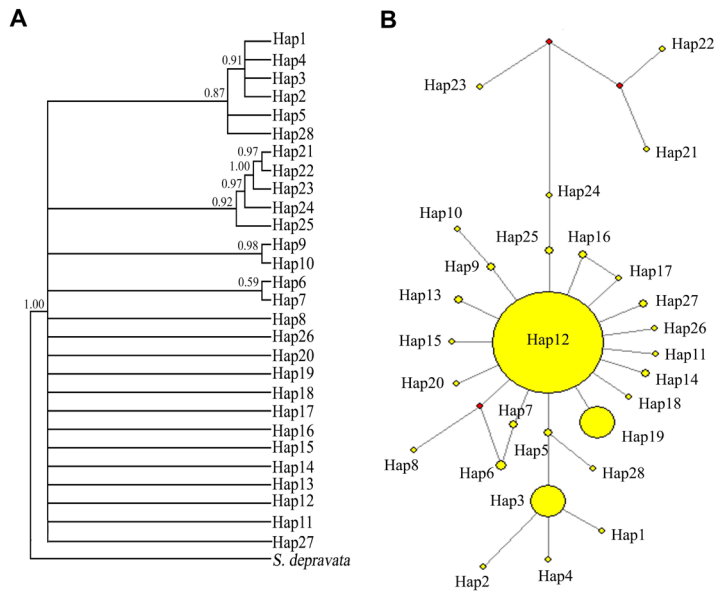 A
Hap1
Hap4
0.91
Hap3
0.87
Hap2
Hap5
Hap28
0.97
Hap21
1.00
Hap22
0.97
Hap23
0.92
Hap24
Hap25
0.98
Hap9
Hap10
0.59
Hap6
Hap7
1.00
Hap8
Hap26
Hap20
Hap19
Hap18
Hap17
Hap16
Hap15
Hap14
Hap13
Hap12
Hap11
Hap27
S. depravata
B
Hap22
Hap23
Hap21
Hap24
Hap10
Hap25
Hap16
Hap9
Hap17
Hap13
Hap27
Hap12
Hap26
Hap15
Hap11
Hap14
Hap20
Hap18
Hap7
Hap19
Hap5
Hap8
Hap6
Hap28
Hap3
Hap1
Hap2
Hap4